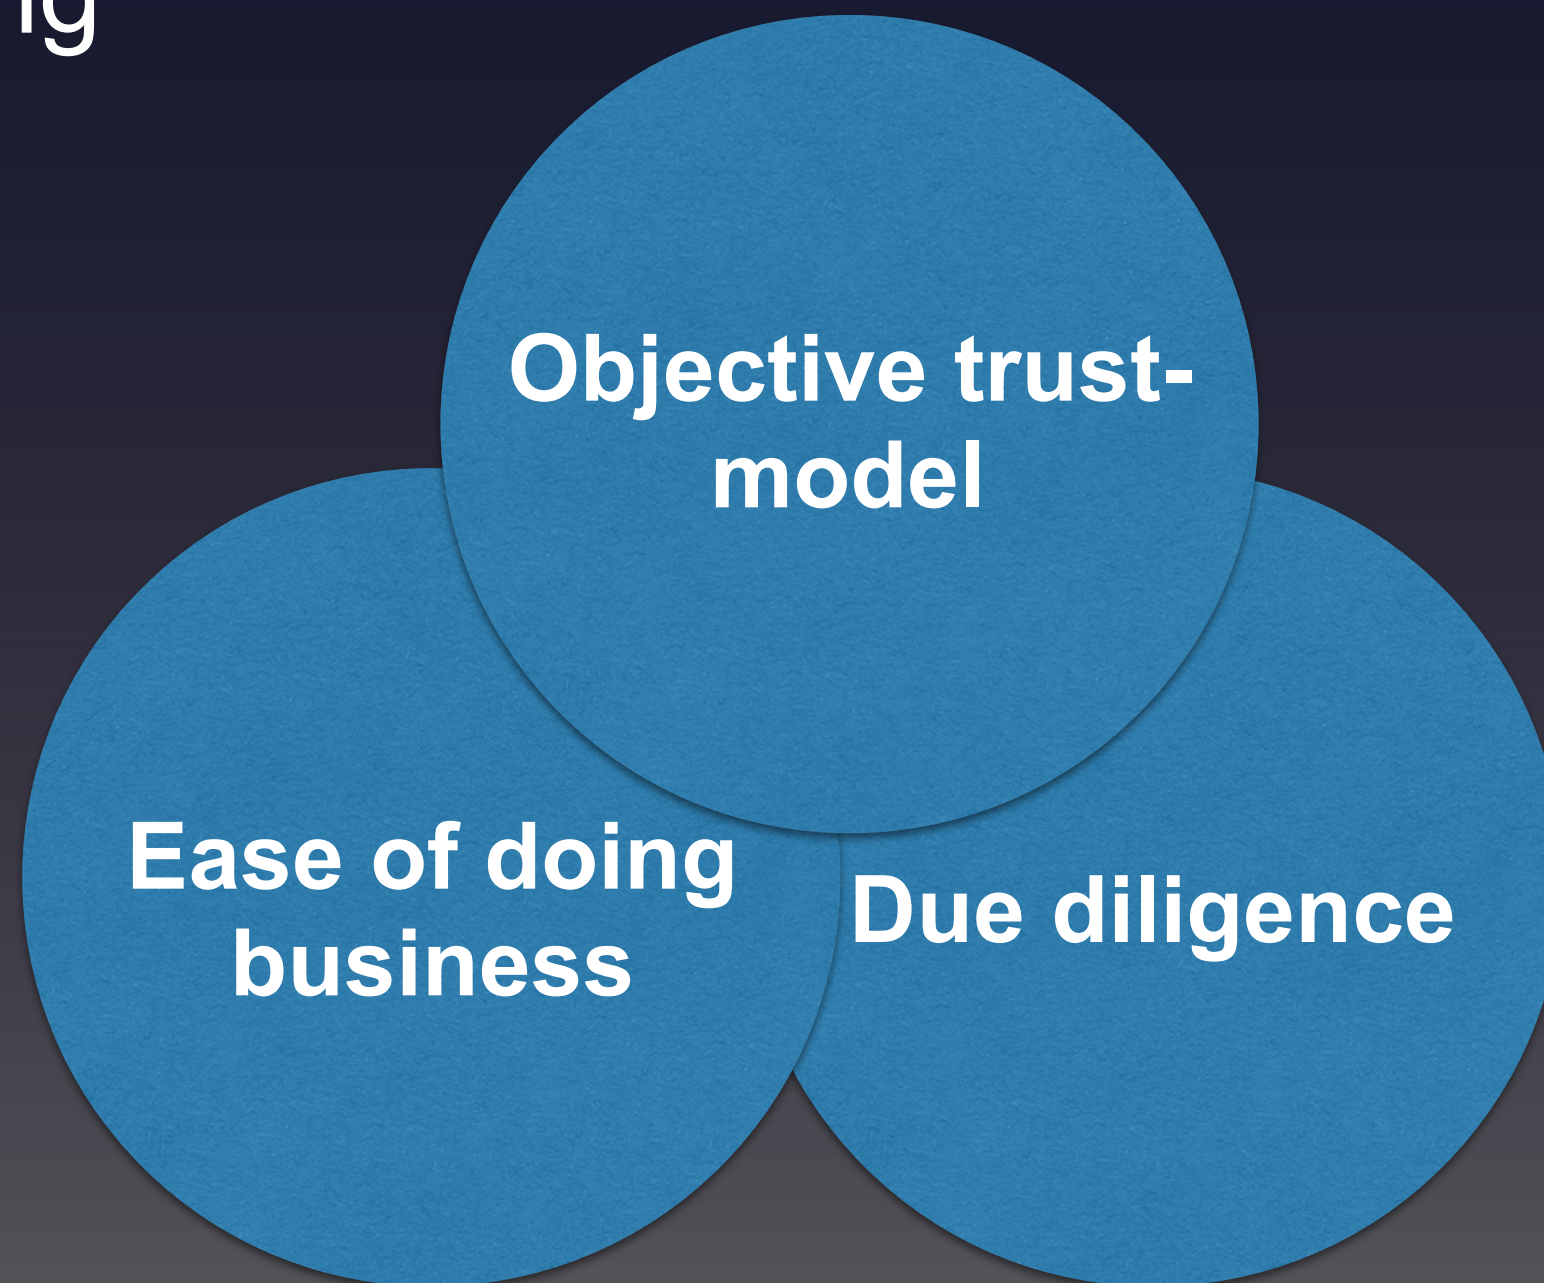 Objective trust-
model
Ease of doing
business
Due diligence